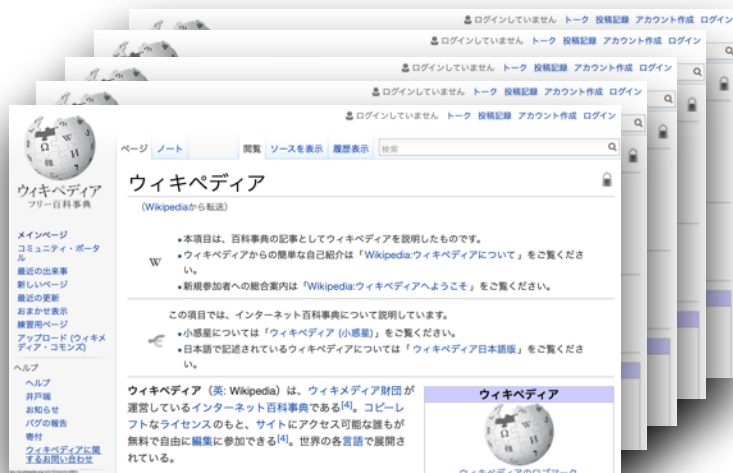 ログインしていません トーク 投稿記録 アカウント作成 ログイン
ログインしていません トーク 投稿記録 アカウント作成 ログイン
ログインしていません トーク 投稿記録 アカウント作成 ログイン
ログインしていません トーク 投稿記録 アカウント作成 ログイン
ログインしていません トーク 投稿記録 アカウント作成 ログイン
ページ ノート 閲覧 ソースを表示 履歴表示 検索
ウィキペディア
フリー百科事典
メインページ
コミュニティ・ポータ
ル
最近の出来事
新しいページ
最近の更新
おまかせ表示
練習用ページ
アップロード (ウィキメ
ディア・コモンズ)
ヘルプ
ヘルプ
井戸端
お知らせ
バグの報告
寄付
ウィキペディアに関
するお問い合わせ
ウィキペディア
(Wikipediaから転送)
•本項目は、百科事典の記事としてウィキペディアを説明したものです。
•ウィキペディアからの簡単な自己紹介は「Wikipedia:ウィキペディアについて」をご覧くださ
い。
•新規参加者への総合案内は「Wikipedia:ウィキペディアへようこそ」をご覧ください。
W
この項目では、インターネット百科事典について説明しています。
•小惑星については「ウィキペディア (小惑星)」をご覧ください。
•日本語で記述されているウィキペディアについては「ウィキペディア日本語版」をご覧くださ
い。
ウィキペディア（英: Wikipedia）は、ウィキメディア財団が
運営しているインターネット百科事典である[4]。コピーレ
フトなライセンスのもと、サイトにアクセス可能な誰もが
無料で自由に編集に参加できる[4]。世界の各言語で展開さ
れている。
ウィキペディア
ウィキペディアのロゴマーク